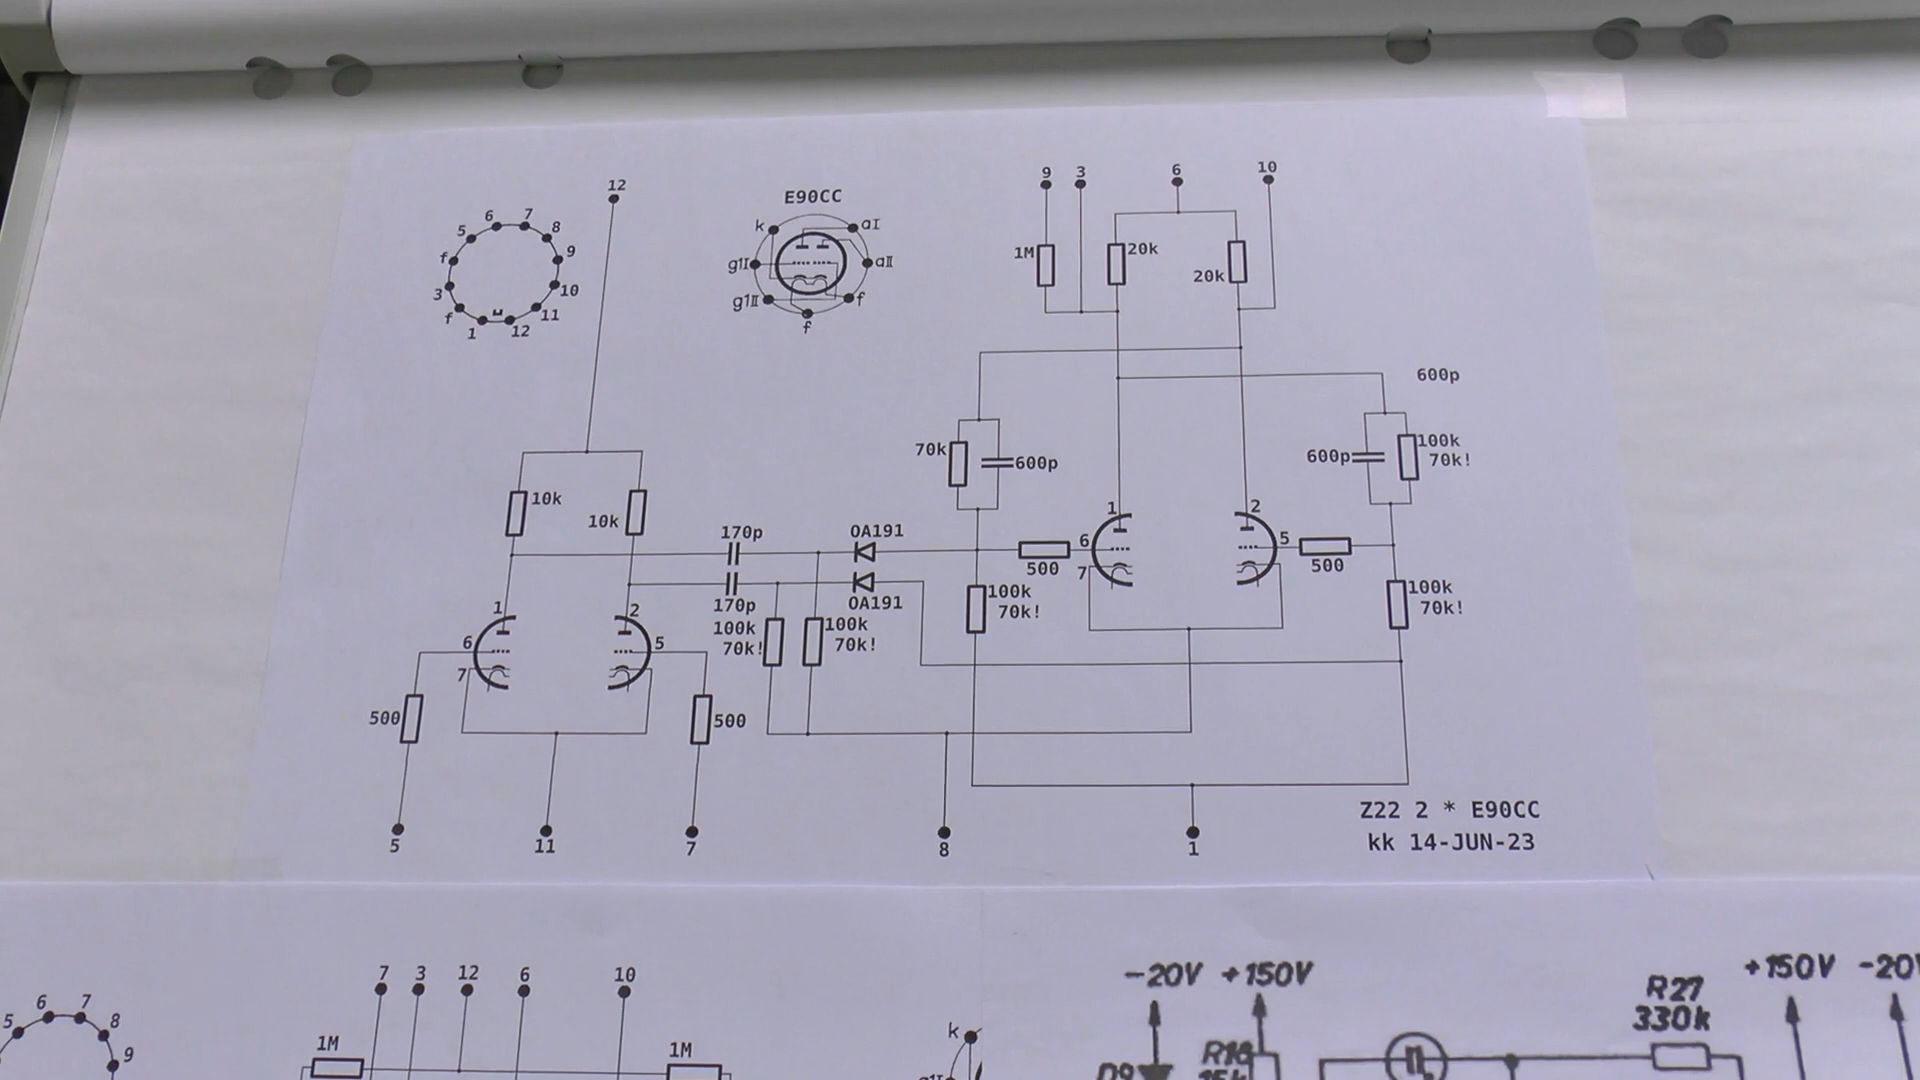 12
E90CC
9 3 6 10
6 7
5 8
f 9
3 10
f 11
1 12
k aI
g1I aII
g1II f
f
1M 20k
20k
600p
70k 600p
600p 100k
70k!
10k
10k
170p OA191
170p OA191
1 2
6 5
7
500
500
100k
70k!
100k
70k!
100k
70k!
100k
70k!
1 2
6 5
7
500 500
5 11 7 8 1
Z22 2 * E90CC
kk 14-JUN-23
7 3 12 6 10
6 7
5 8
9
1M 1M
k
-20V +150V
R27
330k
+150V -20V